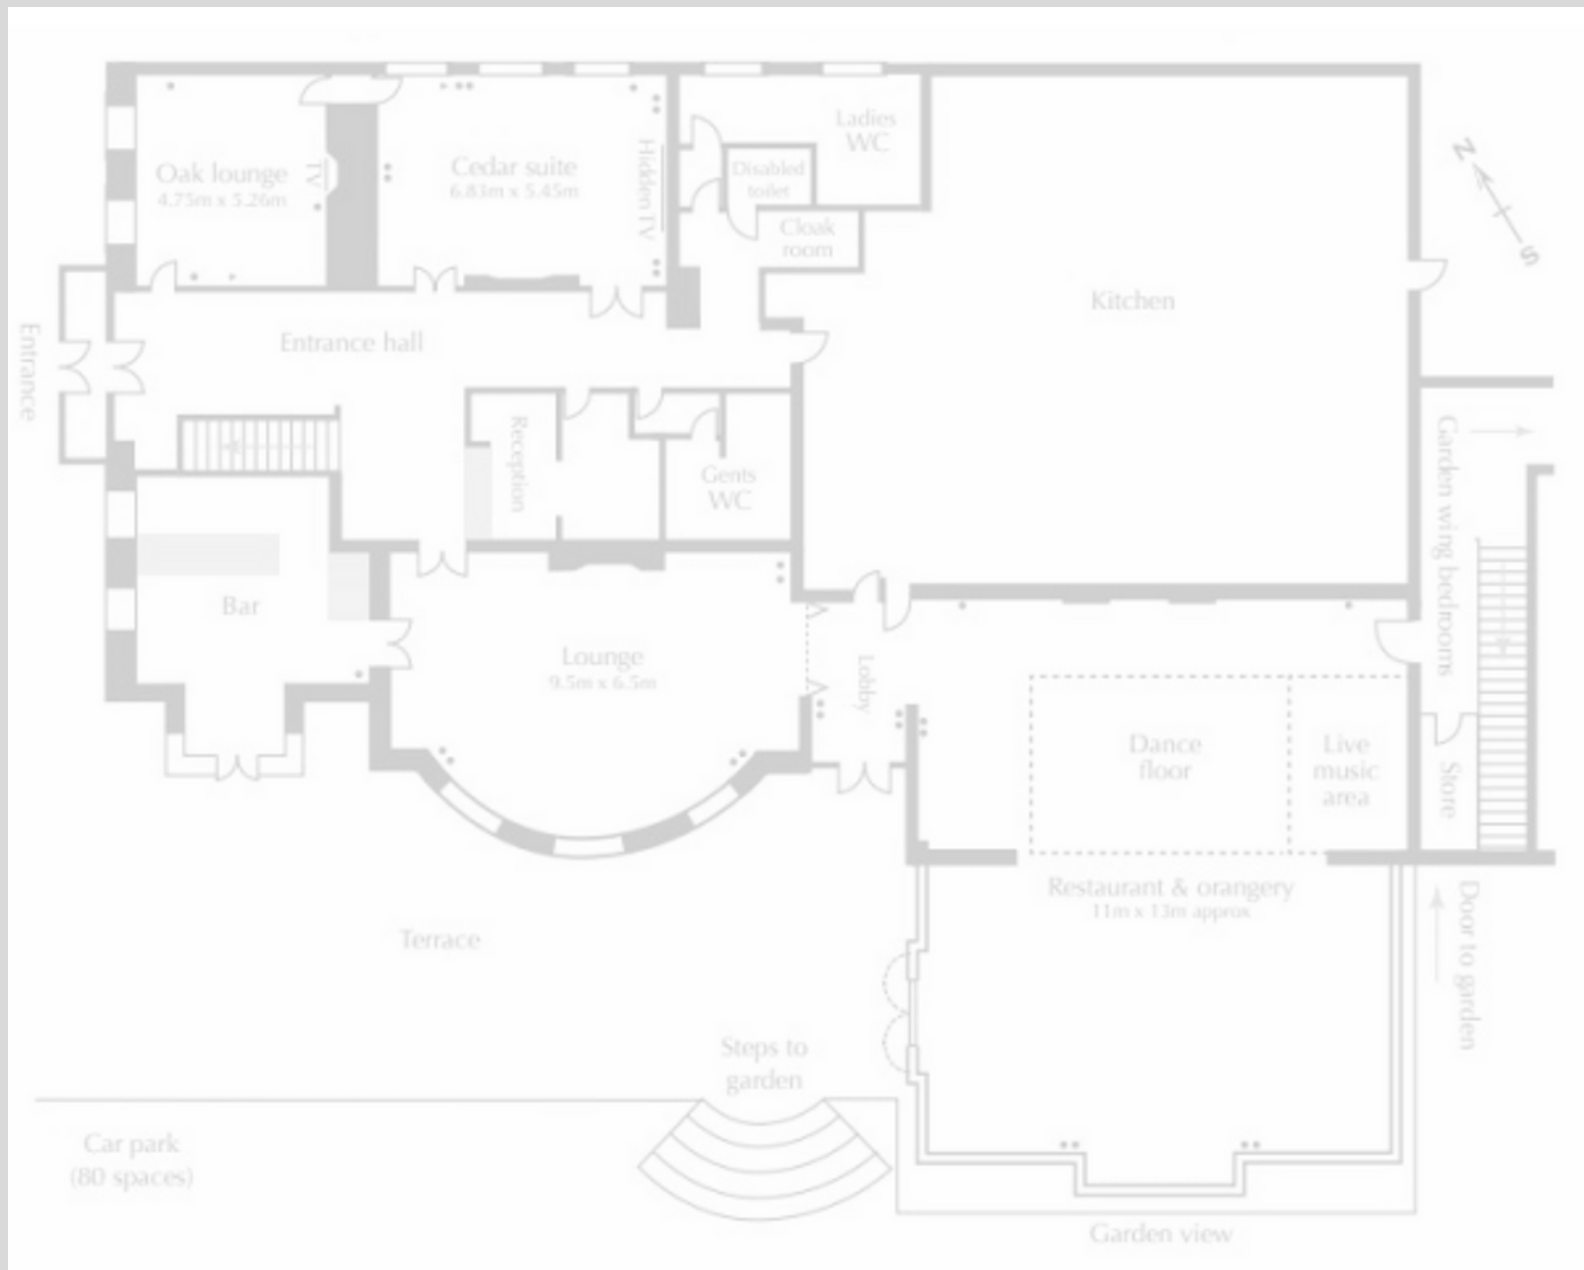 Ladies
WC
Oak lounge
4.75m x 5.26m
TV
Cedar suite
6.83m x 5.45m
Hidden TV
Disabled
toilet
Cloak
room
N
S
Kitchen
Entrance
Entrance hall
Reception
Gents
WC
Garden wing bedrooms
Bar
Lounge
9.5m x 6.5m
Lobby
Dance
floor
Live
music
area
Store
Restaurant & orangery
11m x 13m approx
Terrace
Door to garden
Steps to
garden
Car park
(80 spaces)
Garden view